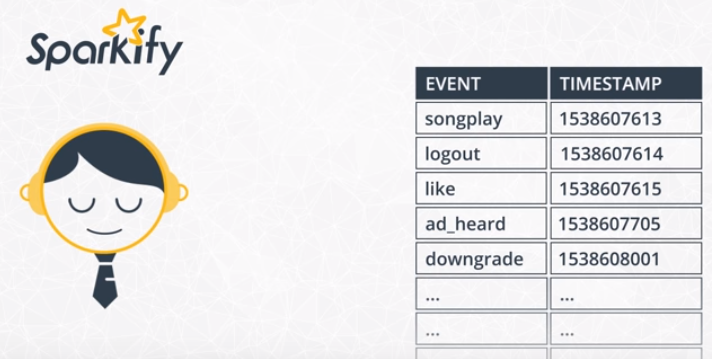 Sparkify
EVENT TIMESTAMP
songplay 1538607613
logout 1538607614
like 1538607615
ad_heard 1538607705
downgrade 1538608001
... ...
... ...